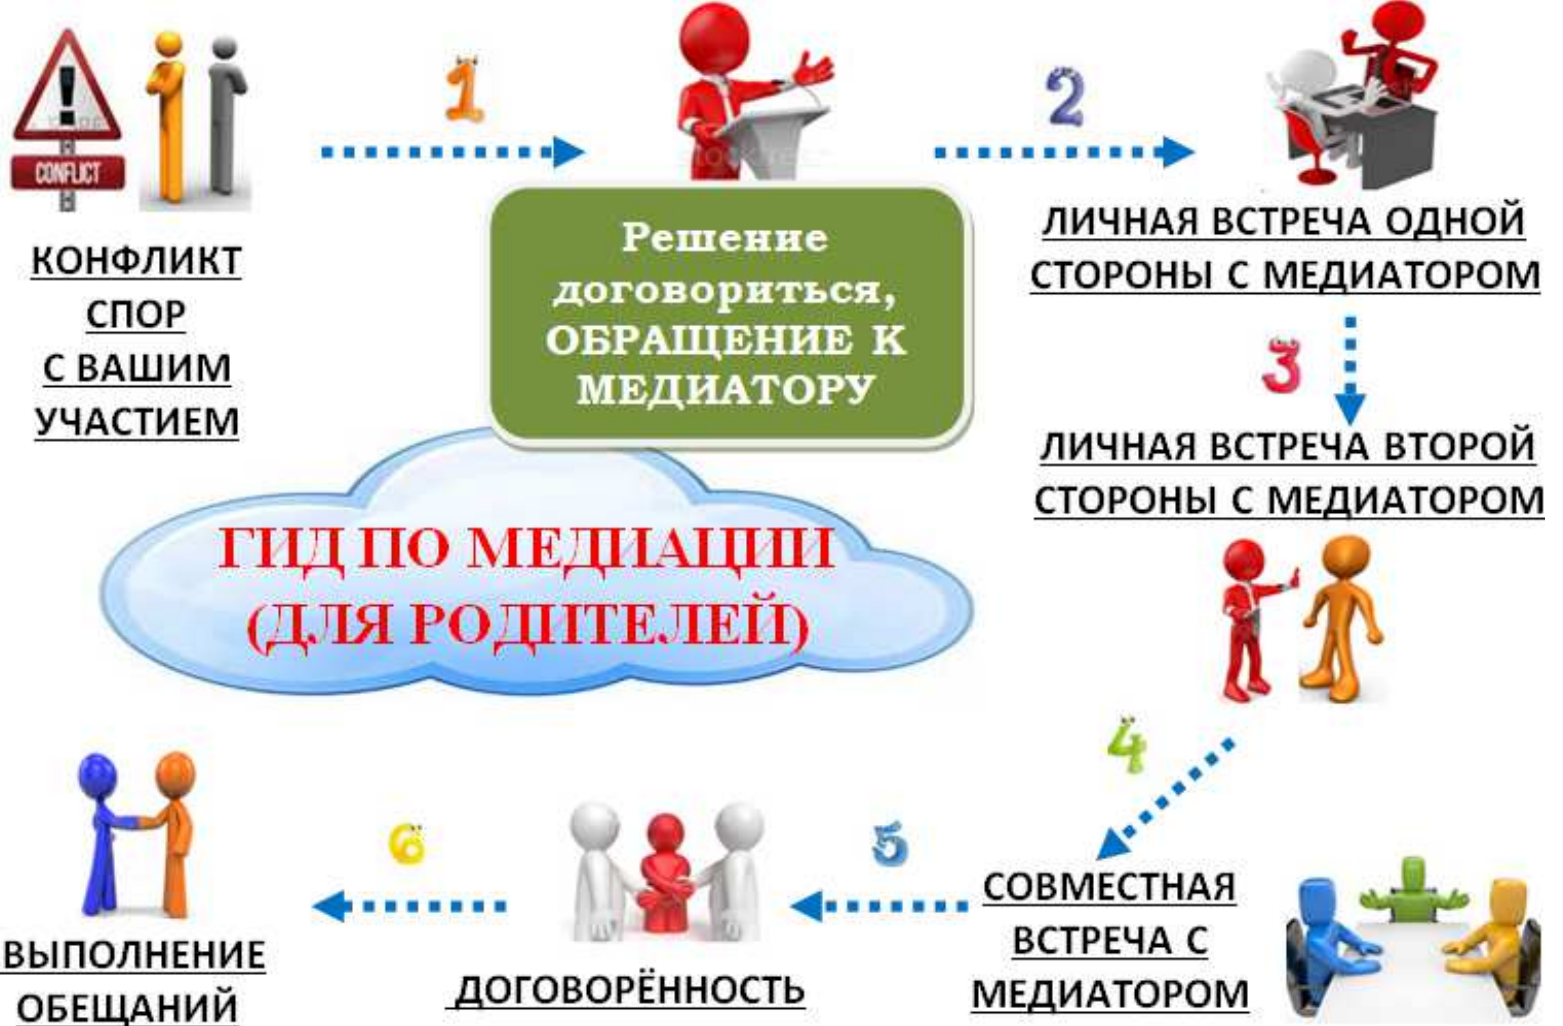 CONFLICT
КОНФЛИКТ
СПОР
С ВАШИМ
УЧАСТИЕМ
1
Решение
договориться,
ОБРАЩЕНИЕ К
МЕДИАТОРУ
2
ЛИЧНАЯ ВСТРЕЧА ОДНОЙ
СТОРОНЫ С МЕДИАТОРОМ
3
ЛИЧНАЯ ВСТРЕЧА ВТОРОЙ
СТОРОНЫ С МЕДИАТОРОМ
ГИД ПО МЕДИАЦИИ
(ДЛЯ РОДИТЕЛЕЙ)
4
СОВМЕСТНАЯ
ВСТРЕЧА С
МЕДИАТОРОМ
5
ДОГОВОРЁННОСТЬ
6
ВЫПОЛНЕНИЕ
ОБЕЩАНИЙ